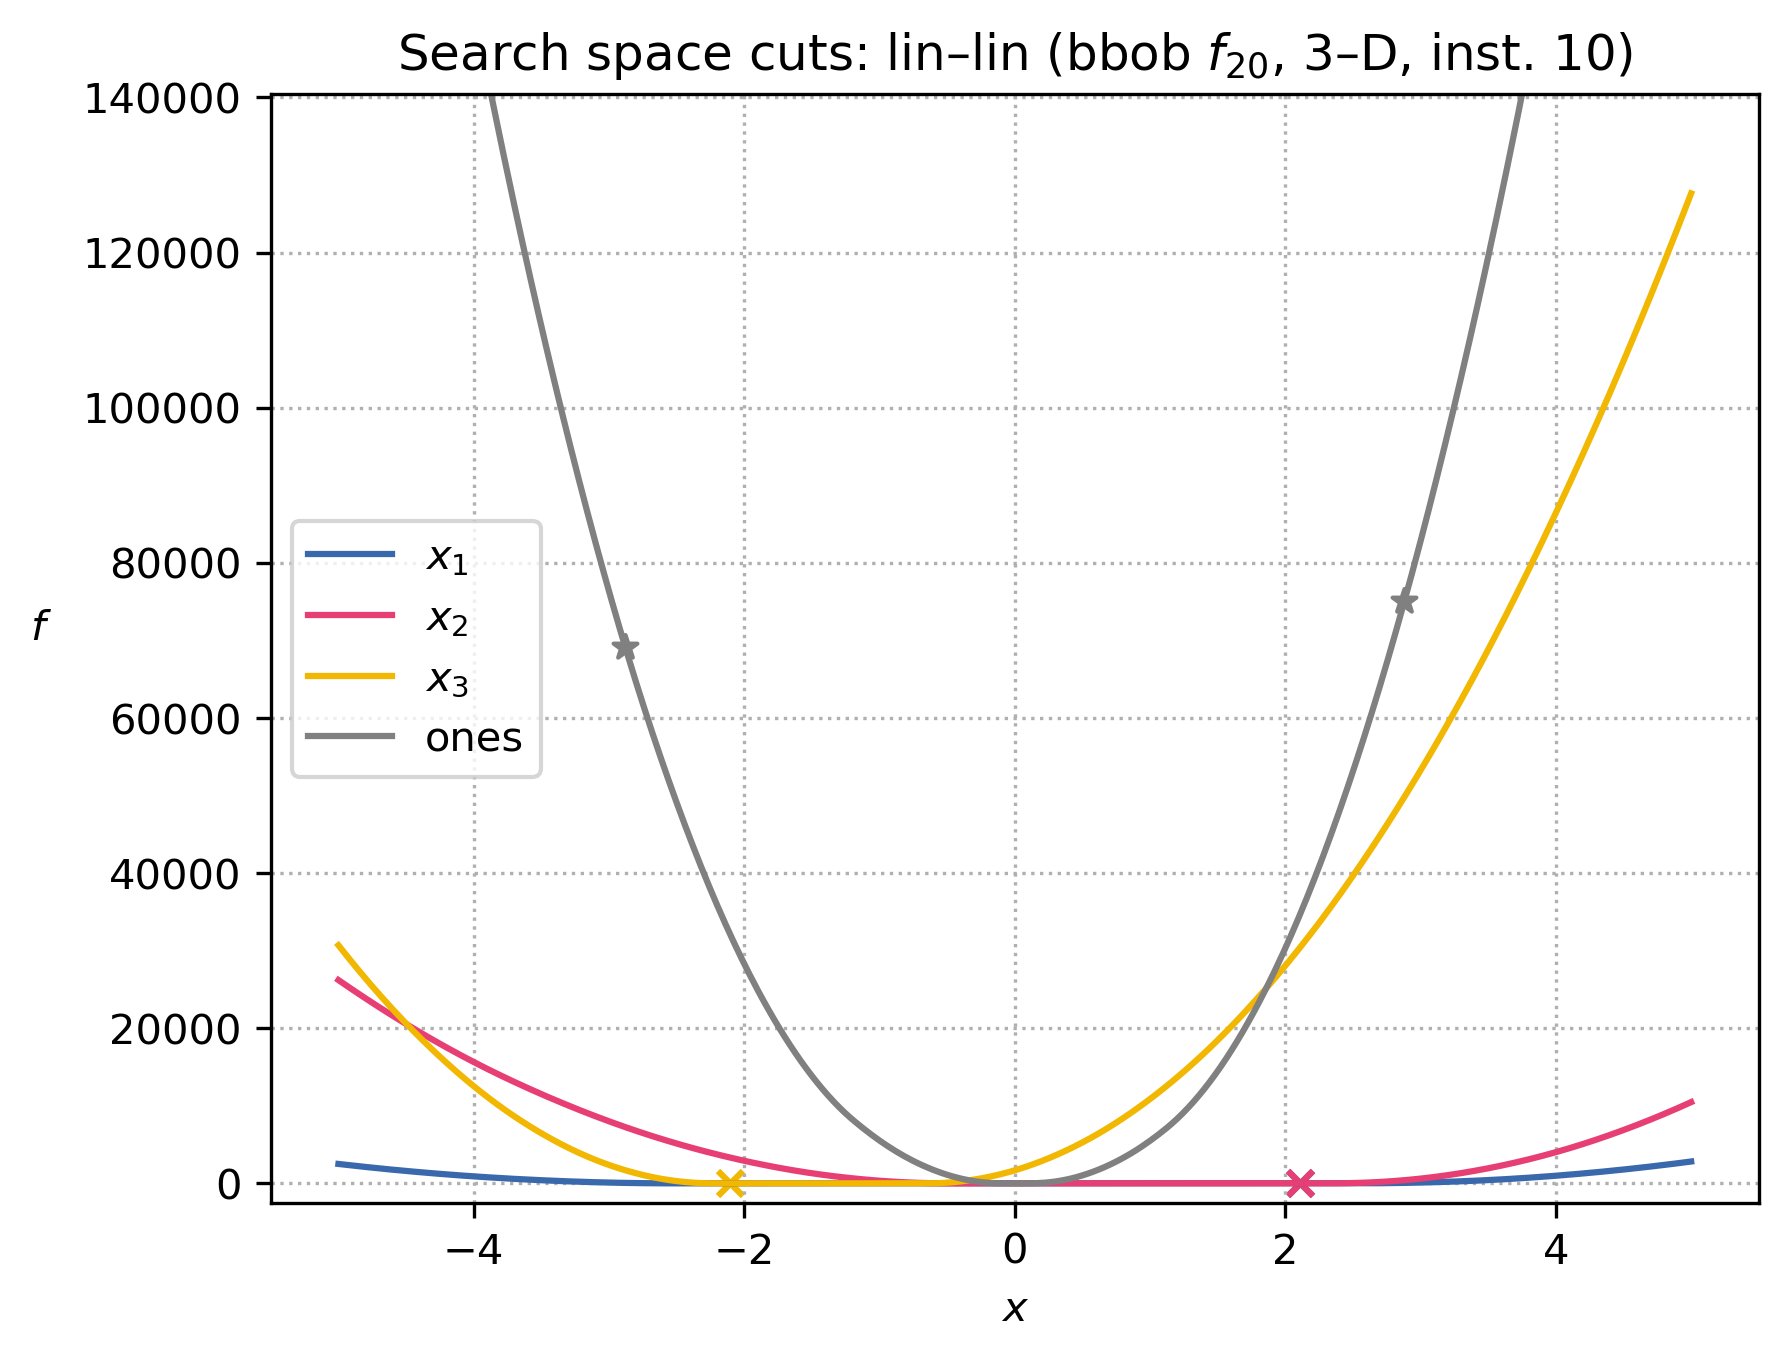 Search space cuts: lin–lin (bbob f20, 3–D, inst. 10)
140000
120000
100000
80000
60000
40000
20000
0
f
x1
x2
x3
ones
−4 −2 0 2 4
x